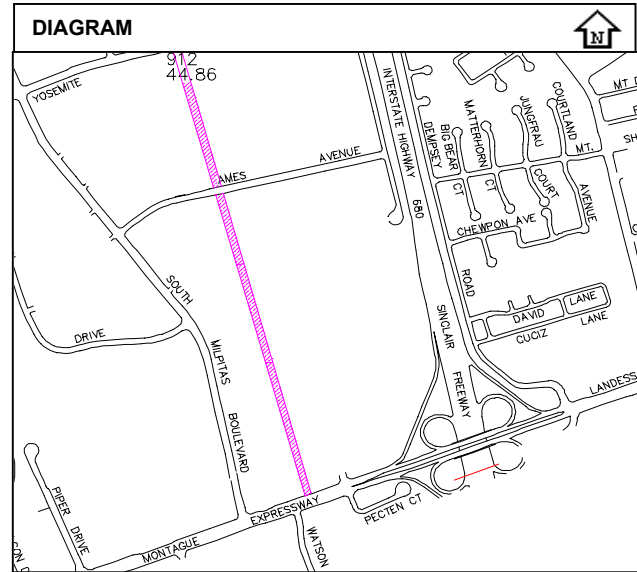 DIAGRAM
N
912
44.86
YOSEMITE
AMES
AVENUE
INTERSTATE HIGHWAY 680
SINCLAIR
FREEWAY
DEMPSEY
ROAD
BIG BEAR
CT
MATTERHORN
CT
JUNGFRAU
COURT
COURTLAND
AVENUE
MT.
MT
SH
CHEWPON AVE
DAVID
LANE
CUCIZ
LANE
LANDESS
SOUTH
MILPITAS
BOULEVARD
DRIVE
PIPER
DRIVE
MONTAGUE
EXPRESSWAY
PECTEN CT
WATSON